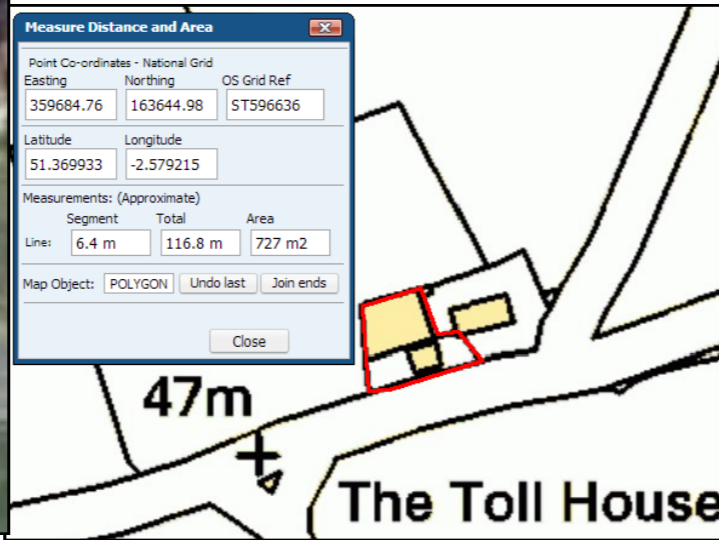 Measure Distance and Area
Point Co-ordinates - National Grid
Easting Northing OS Grid Ref
359684.76 163644.98 ST596636
Latitude Longitude
51.369933 -2.579215
Measurements: (Approximate)
Segment Total Area
Line: 6.4 m 116.8 m 727 m2
Map Object: POLYGON Undo last Join ends
Close
47m
The Toll House